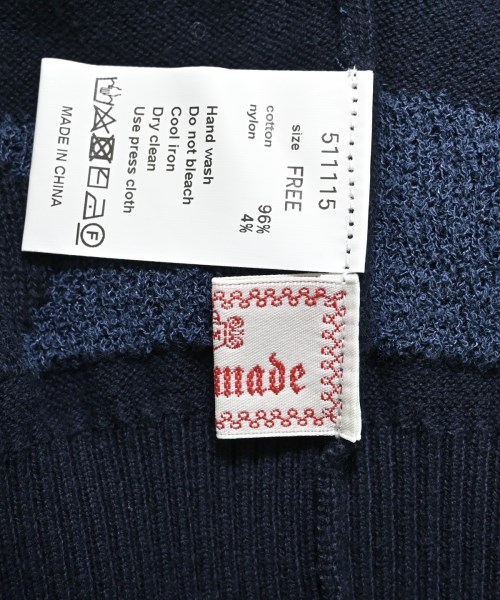 511115
size FREE
cotton 96%
nylon 4%
Hand wash
Do not bleach
Cool iron
Dry clean
Use press cloth
MADE IN CHINA
made